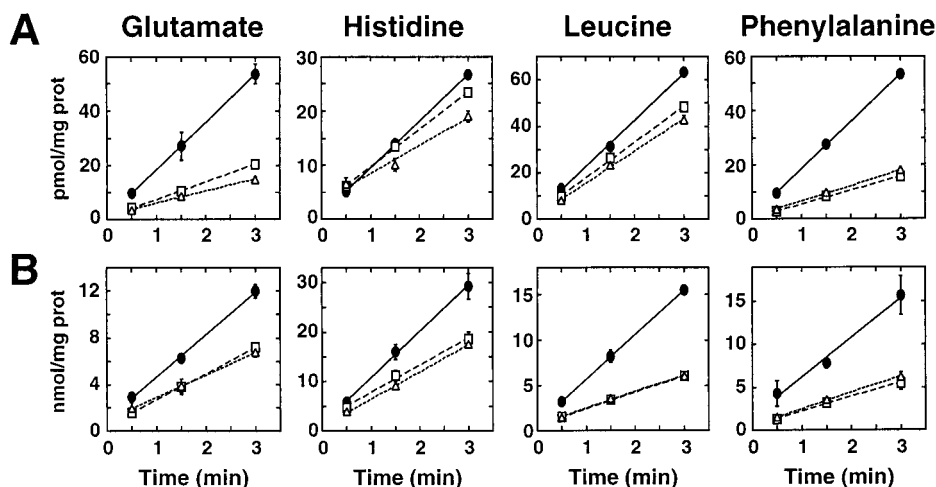 A Glutamate Histidine Leucine Phenylalanine
pmol/mg prot
60 40 20 0
30 20 10 0
60 40 20 0
60 40 20 0
0 1 2 3
0 1 2 3
0 1 2 3
0 1 2 3
B
nmol/mg prot
12 8 4 0
30 20 10 0
15 10 5 0
15 10 5 0
0 1 2 3
0 1 2 3
0 1 2 3
0 1 2 3
Time (min) Time (min) Time (min) Time (min)